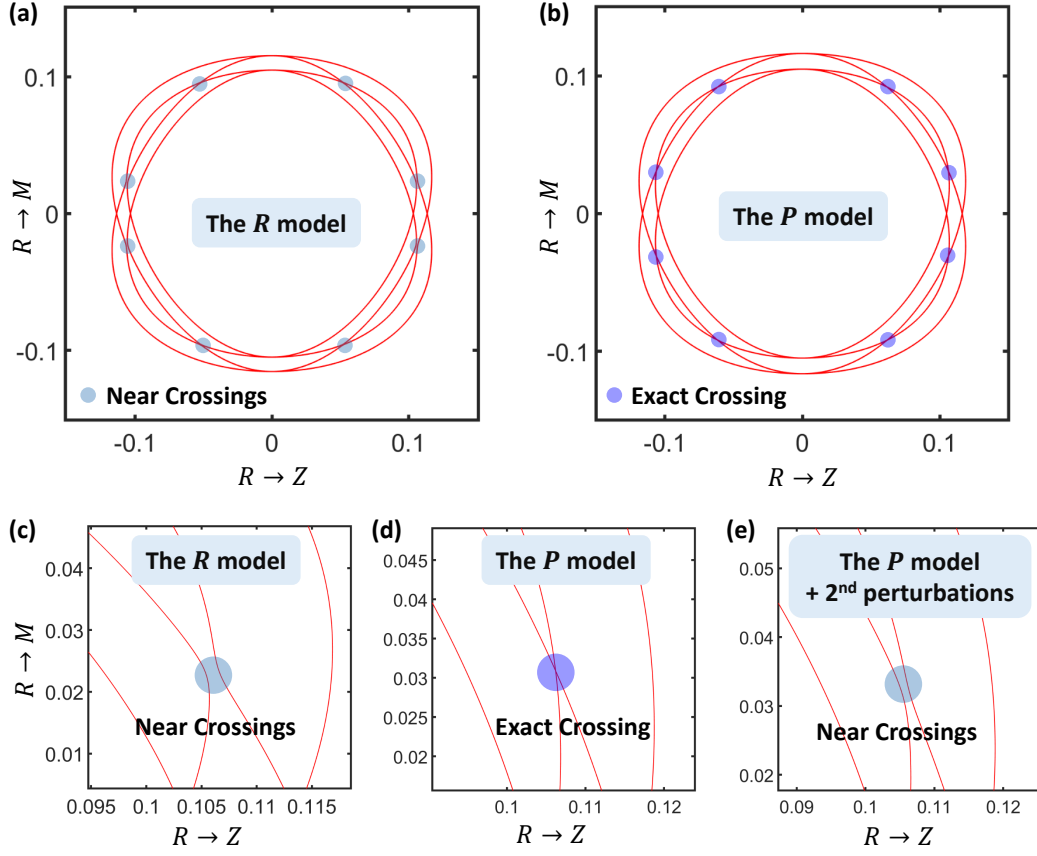 (a)
0.1
0
-0.1
R → M
The R model
Near Crossings
-0.1
0
0.1
R → Z
(b)
0.1
0
-0.1
The P model
Exact Crossing
-0.1
0
0.1
R → Z
(c)
The R model
0.04
0.03
0.02
0.01
R → M
Near Crossings
0.095
0.1
0.105
0.11
0.115
R → Z
(d)
The P model
0.045
0.04
0.035
0.03
0.025
0.02
Exact Crossing
0.1
0.11
0.12
R → Z
(e)
The P model
+ 2nd perturbations
0.05
0.04
0.03
0.02
Near Crossings
0.09
0.1
0.11
0.12
R → Z